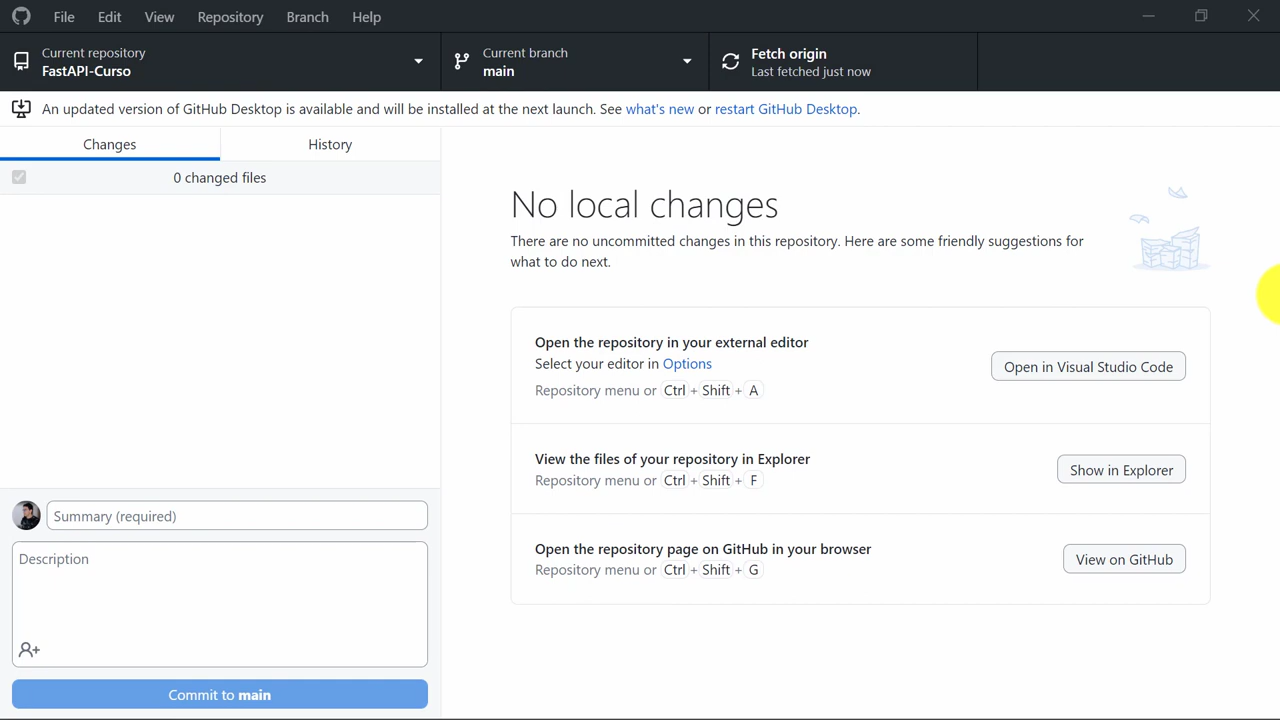 File Edit View Repository Branch Help
Current repository
FastAPI-Curso
Current branch
main
Fetch origin
Last fetched just now
An updated version of GitHub Desktop is available and will be installed at the next launch. See what's new or restart GitHub Desktop.
Changes
History
0 changed files
No local changes
There are no uncommitted changes in this repository. Here are some friendly suggestions for
what to do next.
Open the repository in your external editor
Select your editor in Options
Repository menu or Ctrl + Shift + A
Open in Visual Studio Code
View the files of your repository in Explorer
Repository menu or Ctrl + Shift + F
Show in Explorer
Open the repository page on GitHub in your browser
Repository menu or Ctrl + Shift + G
View on GitHub
Summary (required)
Description
Commit to main